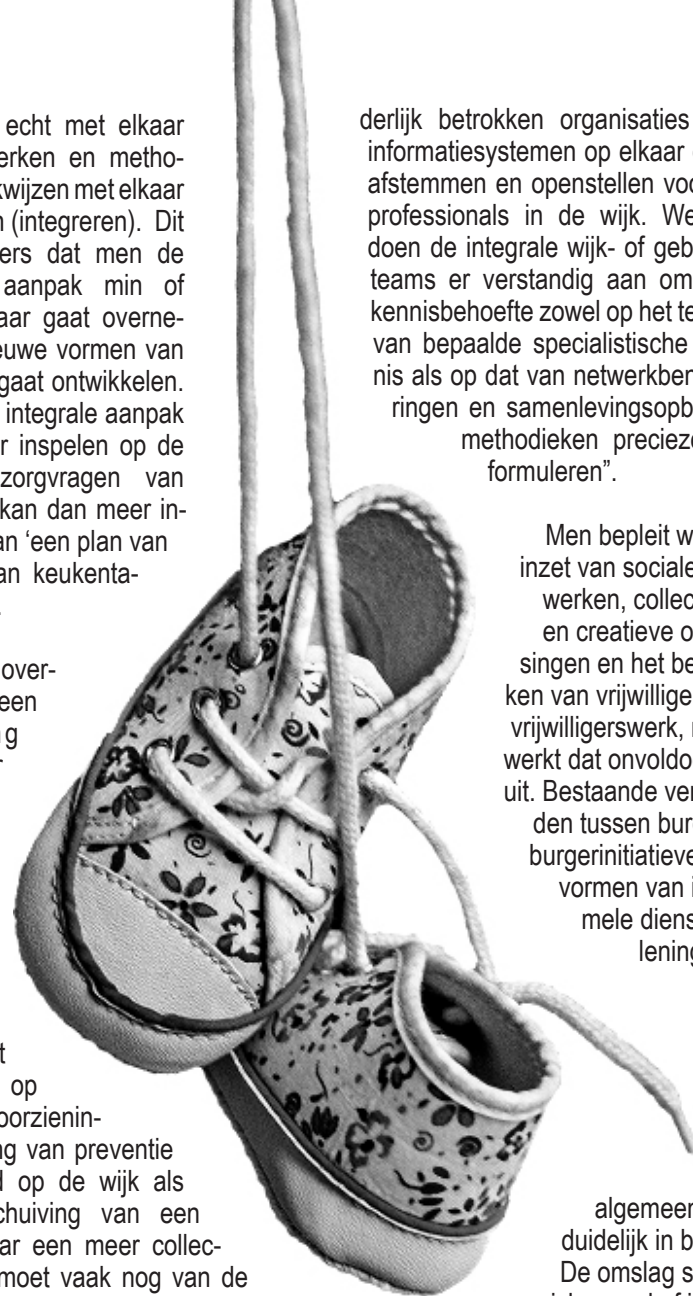 echt met elkaar
erken en metho-
kwijzen met elkaar
n (integreren). Dit
ers dat men de
aanpak min of
aar gaat overne-
euwe vormen van
gaat ontwikkelen.
integrale aanpak
r inspelen op de
zorgvragen van
kan dan meer in-
an ‘een plan van
an keukenta-
over-
een
g
t
op
oorzienin-
ng van preventie
d op de wijk als
chuiving van een
ar een meer collec-
moet vaak nog van de
derlijk betrokken organisaties
informatiesystemen op elkaar
afstemmen en openstellen voo
professionals in de wijk. We
doen de integrale wijk- of geb
teams er verstandig aan om
kennisbehoefte zowel op het te
van bepaalde specialistische
nis als op dat van netwerkben
ringen en samenlevingsopb
methodieken precieze
formuleren”.
Men bepleit w
inzet van sociale
werken, collec
en creatieve o
singen en het be
ken van vrijwillige
vrijwilligerswerk, 
werkt dat onvoldo
uit. Bestaande ver
den tussen bur
burgerinitiatieve
vormen van i
mele diens
lening
algemeen
duidelijk in b
De omslag s